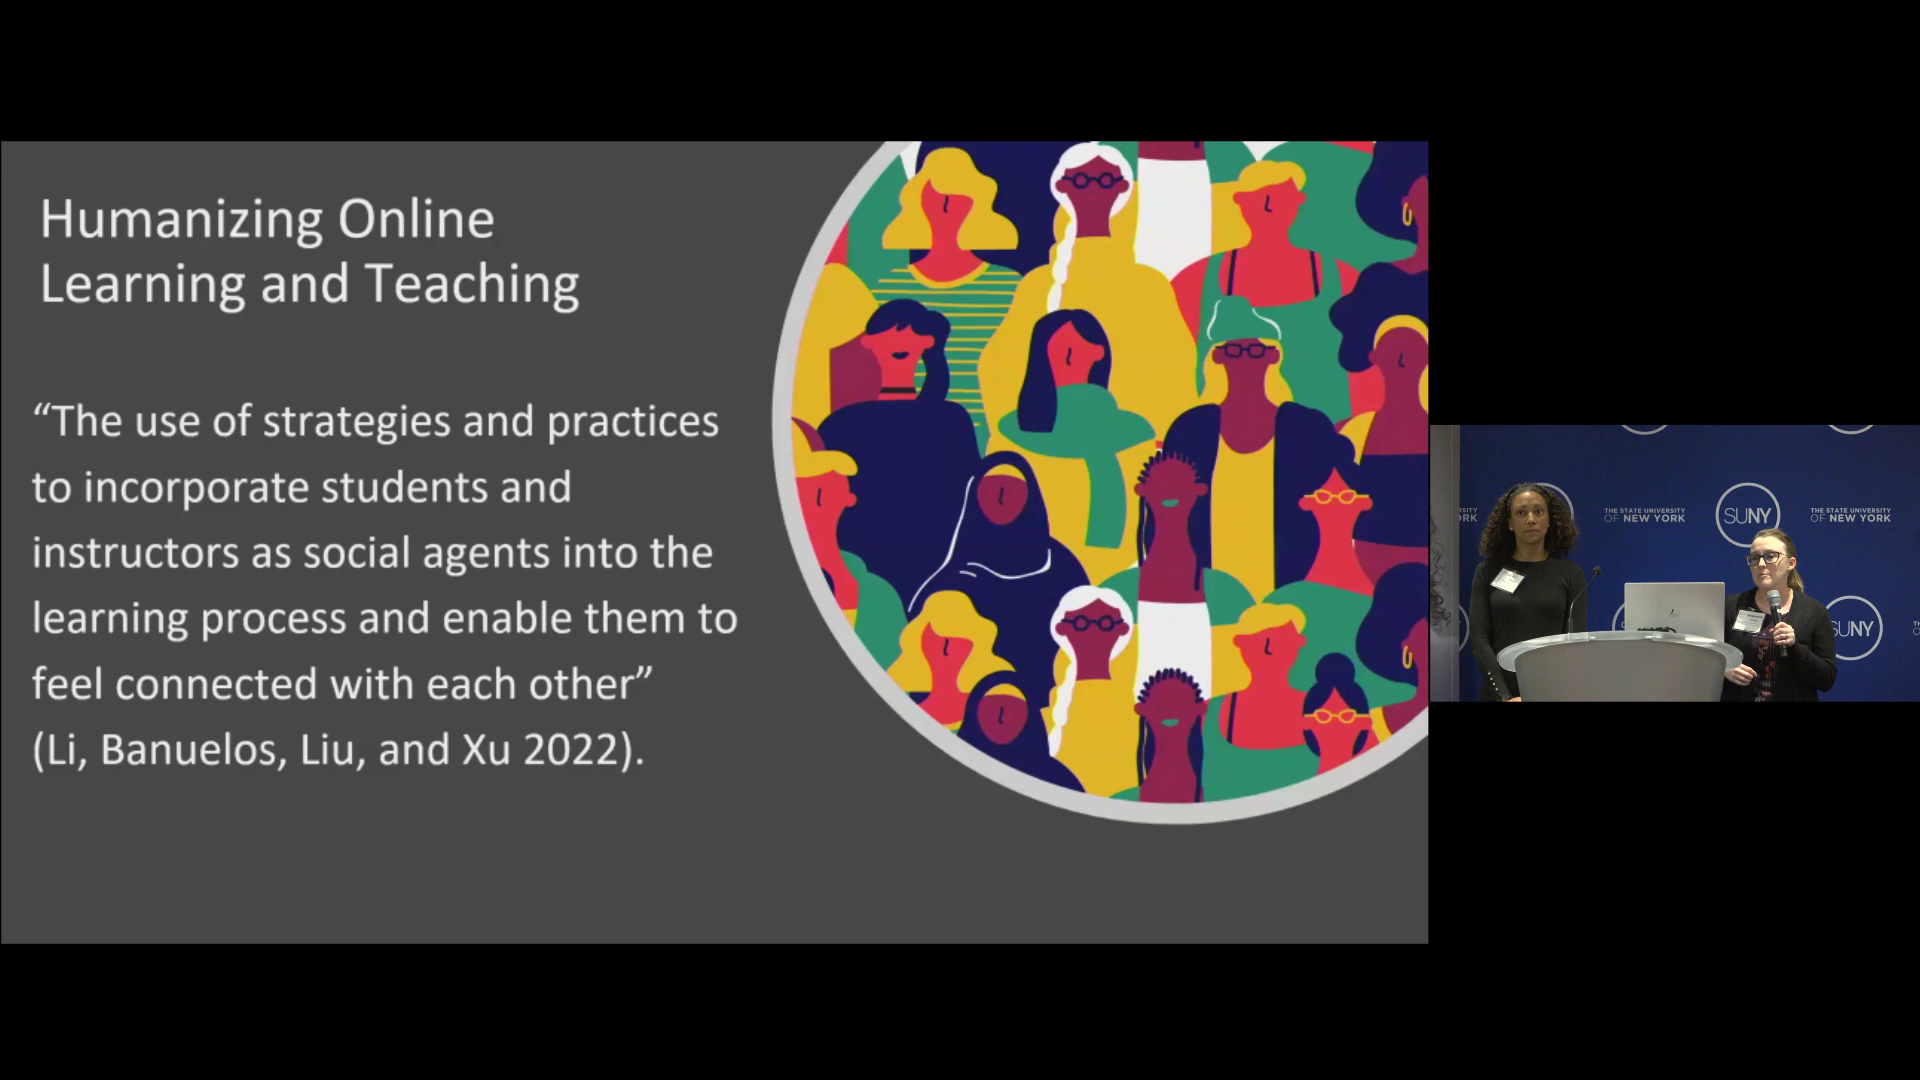 Humanizing Online
Learning and Teaching
“The use of strategies and practices
to incorporate students and
instructors as social agents into the
learning process and enable them to
feel connected with each other”
(Li, Banuelos, Liu, and Xu 2022).
THE STATE UNIVERSITY
OF NEW YORK
SUNY
THE STATE UNIVERSITY
OF NEW YORK
SUNY